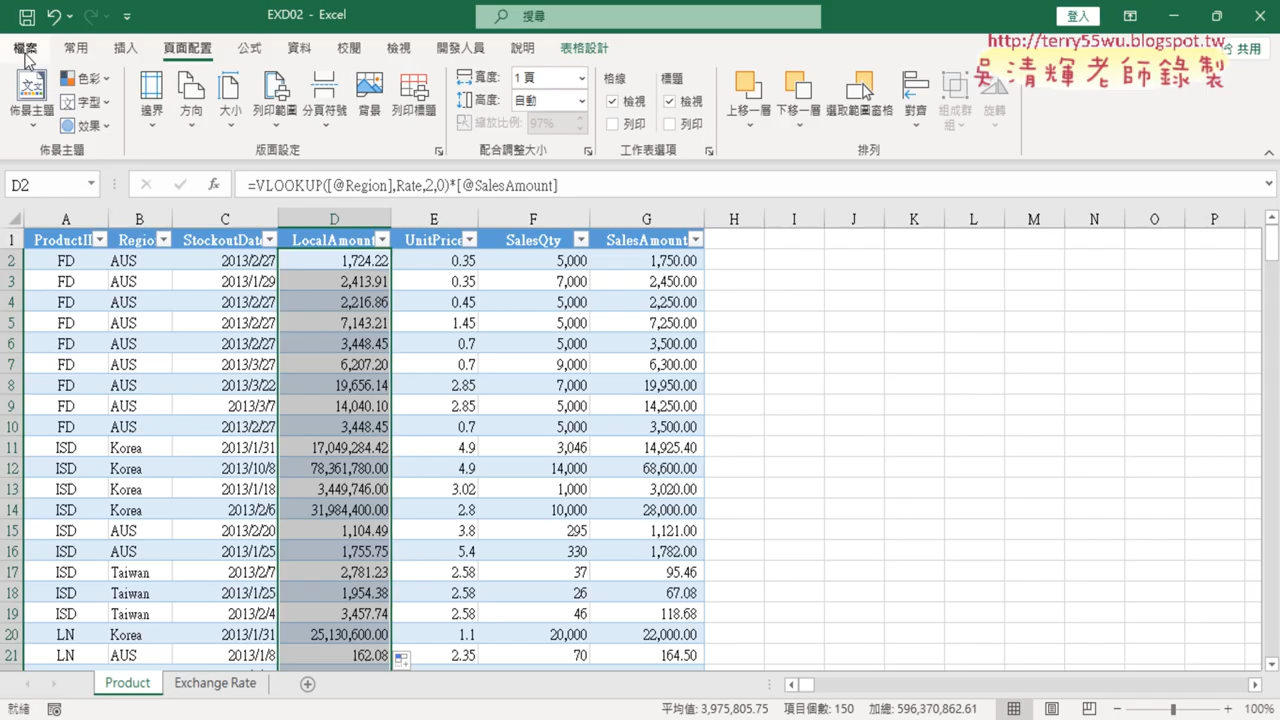 EXD02 - Excel
搜尋
登入
檔案 常用 插入 頁面配置 公式 資料 校閱 檢視 開發人員 說明 表格設計 共用
http://terry55wu.blogspot.tw
吳清輝老師錄製
佈景主題 色彩 字型 效果 邊界 方向 大小 列印範圍 分頁符號 背景 列印標題
寬度: 1 頁 高度: 自動 縮放比例: 97%
格線 標題 檢視 檢視 列印 列印
上移一層 下移一層 選取範圍窗格 對齊 組成群組 旋轉
佈景主題 版面設定 配合調整大小 工作表選項 排列
D2 =VLOOKUP([@Region],Rate,2,0)*[@SalesAmount]
A B C D E F G H I J K L M N O P
1 ProductID Regio StockoutDate LocalAmount UnitPrice SalesQty SalesAmount
2 FD AUS 2013/2/27 1,724.22 0.35 5,000 1,750.00
3 FD AUS 2013/1/29 2,413.91 0.35 7,000 2,450.00
4 FD AUS 2013/2/27 2,216.86 0.45 5,000 2,250.00
5 FD AUS 2013/2/27 7,143.21 1.45 5,000 7,250.00
6 FD AUS 2013/2/27 3,448.45 0.7 5,000 3,500.00
7 FD AUS 2013/3/27 6,207.20 0.7 9,000 6,300.00
8 FD AUS 2013/3/22 19,656.14 2.85 7,000 19,950.00
9 FD AUS 2013/3/7 14,040.10 2.85 5,000 14,250.00
10 FD AUS 2013/2/27 3,448.45 0.7 5,000 3,500.00
11 ISD Korea 2013/1/31 17,049,284.42 4.9 3,046 14,925.40
12 ISD Korea 2013/10/8 78,361,780.00 4.9 14,000 68,600.00
13 ISD Korea 2013/1/18 3,449,746.00 3.02 1,000 3,020.00
14 ISD Korea 2013/2/6 31,984,400.00 2.8 10,000 28,000.00
15 ISD AUS 2013/2/20 1,104.49 3.8 295 1,121.00
16 ISD AUS 2013/1/25 1,755.75 5.4 330 1,782.00
17 ISD Taiwan 2013/2/7 2,781.23 2.58 37 95.46
18 ISD Taiwan 2013/1/25 1,954.38 2.58 26 67.08
19 ISD Taiwan 2013/2/4 3,457.74 2.58 46 118.68
20 LN Korea 2013/1/31 25,130,600.00 1.1 20,000 22,000.00
21 LN AUS 2013/1/8 162.08 2.35 70 164.50
Product Exchange Rate
就緒 平均值: 3,975,805.75 項目個數: 150 加總: 596,370,862.61 100%